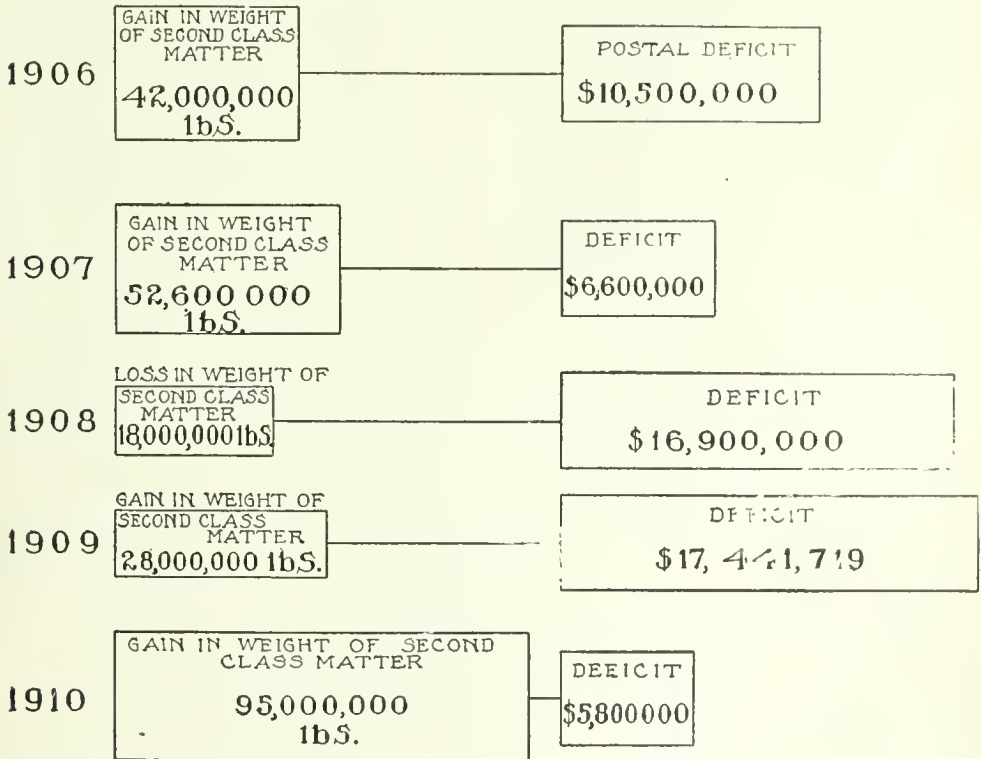 1906
GAIN IN WEIGHT
OF SECOND CLASS
MATTER
42,000,000
lbS.
POSTAL DEFICIT
$10,500,000
1907
GAIN IN WEIGHT
OF SECOND CLASS
MATTER
52,600 000
lbS.
DEFICIT
$6,600,000
1908
LOSS IN WEIGHT OF
SECOND CLASS
MATTER
18,000,000 lbS.
DEFICIT
$16,900,000
1909
GAIN IN WEIGHT OF
SECOND CLASS
MATTER
28,000,000 lbS.
DEFICIT
1910
GAIN IN WEIGHT OF SECOND
CLASS MATTER
95,000,000
lbS.
DEEICIT
$5,800000